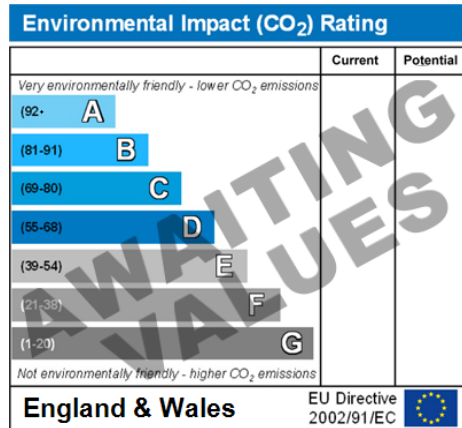 Environmental Impact (CO₂) Rating
Current Potential
Very environmentally friendly - lower CO₂ emissions
(92+ A
(81-91) B
(69-80) C
(55-68) D
(39-54) E
(21-38) F
(1-20) G
AWAITING
VALUES
Not environmentally friendly - higher CO₂ emissions
England & Wales
EU Directive
2002/91/EC